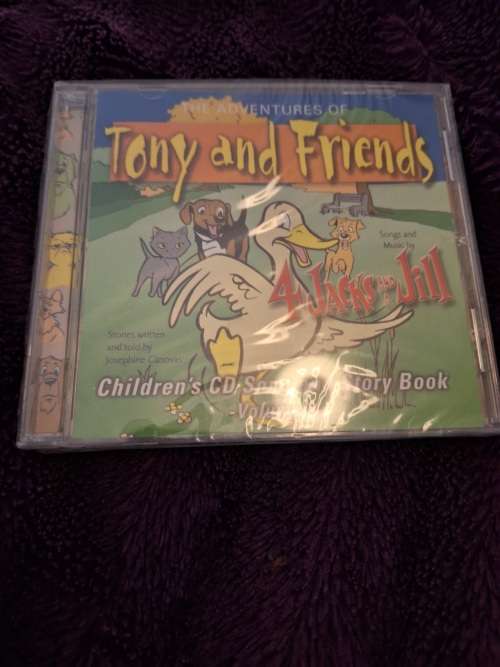 THE ADVENTURES OF
Tony and Friends
Songs and
Music by
4 Jacks Jill
Stories written
and told by
Josephine Canovas
Children's CD Story Book